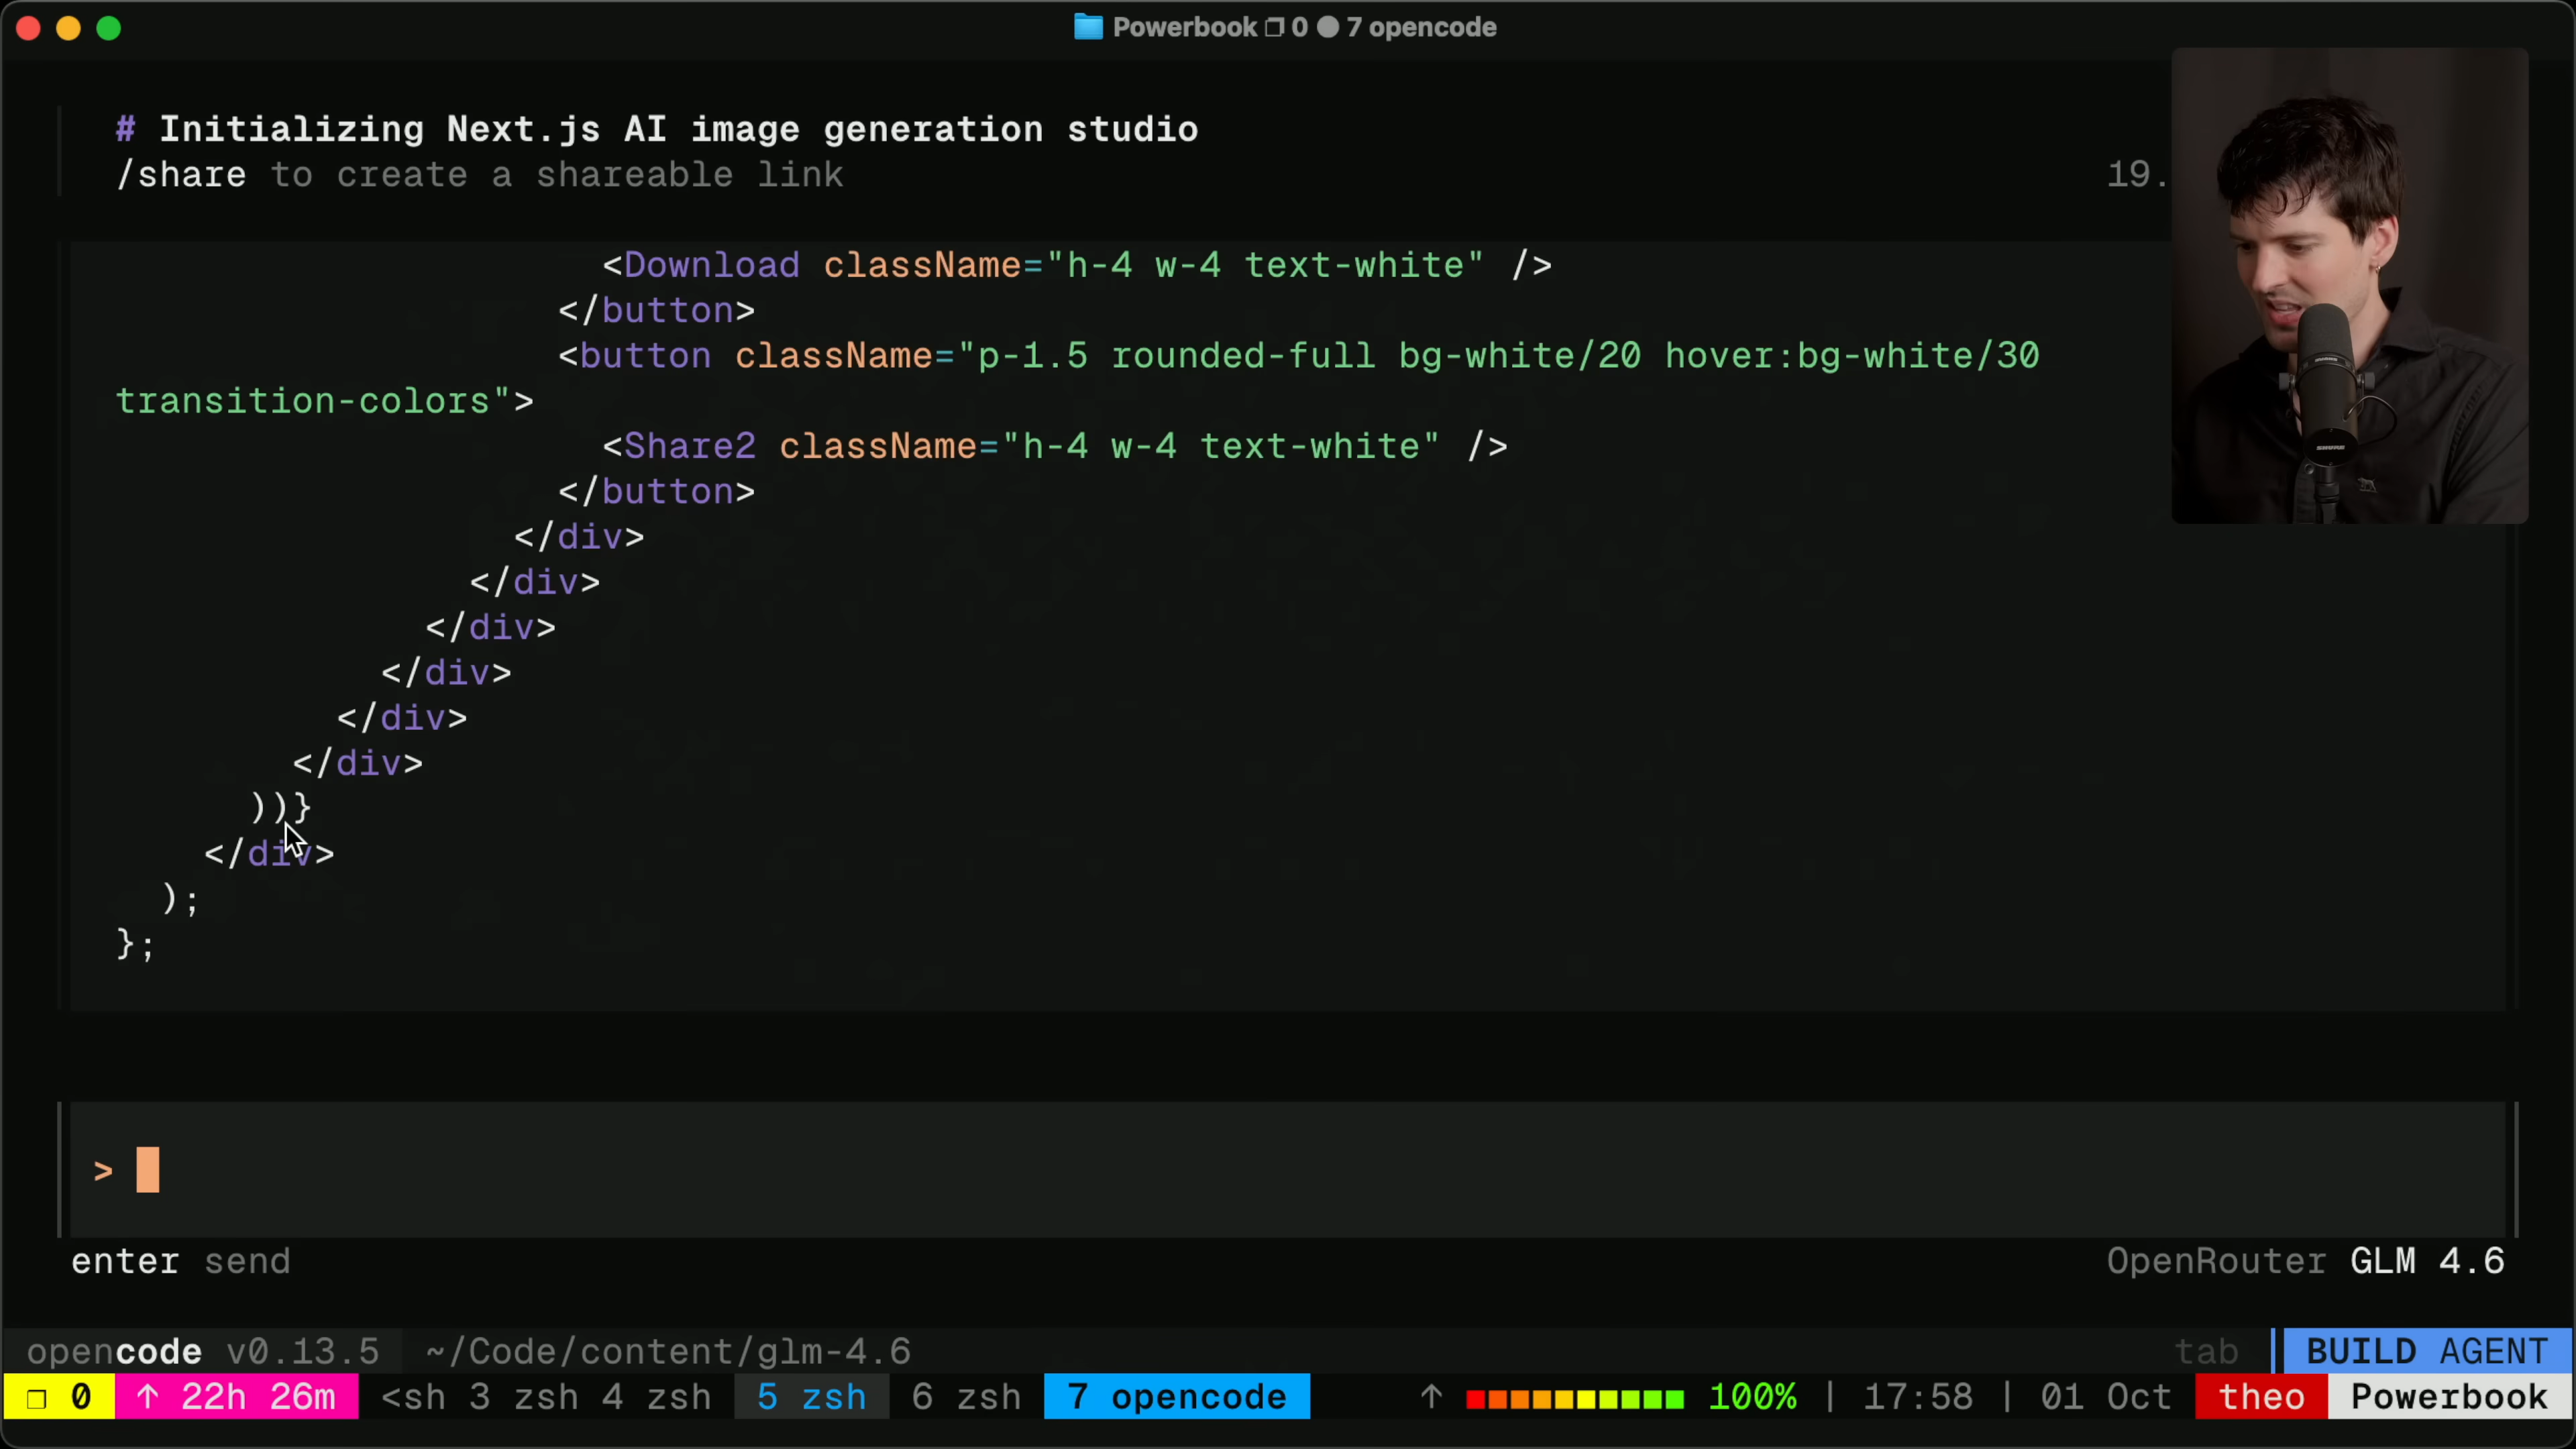 Powerbook ❐ 0 ● 7 opencode
# Initializing Next.js AI image generation studio
/share to create a shareable link
19.
<Download className="h-4 w-4 text-white" />
</button>
<button className="p-1.5 rounded-full bg-white/20 hover:bg-white/30
transition-colors">
<Share2 className="h-4 w-4 text-white" />
</button>
</div>
</div>
</div>
</div>
</div>
</div>
))}
</div>
);
};
>
enter send
OpenRouter GLM 4.6
opencode v0.13.5 ~/Code/content/glm-4.6
tab BUILD AGENT
❐ 0 ↑ 22h 26m <sh 3 zsh 4 zsh 5 zsh 6 zsh 7 opencode ↑ 100% | 17:58 | 01 Oct theo Powerbook
SHURE